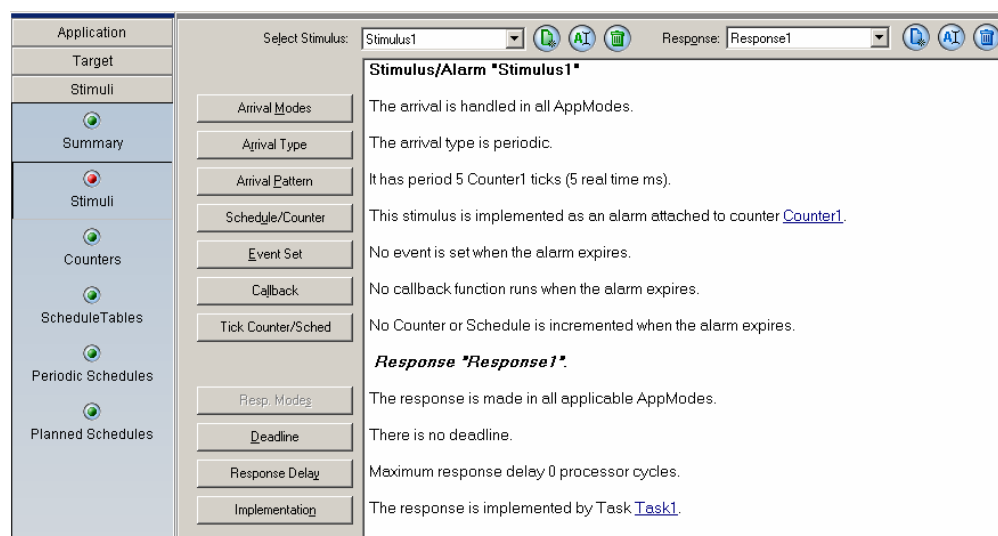 Application
Target
Stimuli
Summary
Stimuli
Counters
ScheduleTables
Periodic Schedules
Planned Schedules
Select Stimulus: Stimulus1 AI Response: Response1 AI
Stimulus/Alarm "Stimulus1"
Arrival Modes The arrival is handled in all AppModes.
Arrival Type The arrival type is periodic.
Arrival Pattern It has period 5 Counter1 ticks (5 real time ms).
Schedule/Counter This stimulus is implemented as an alarm attached to counter Counter1.
Event Set No event is set when the alarm expires.
Callback No callback function runs when the alarm expires.
Tick Counter/Sched No Counter or Schedule is incremented when the alarm expires.
Response "Response1".
Resp. Modes The response is made in all applicable AppModes.
Deadline There is no deadline.
Response Delay Maximum response delay 0 processor cycles.
Implementation The response is implemented by Task Task1.